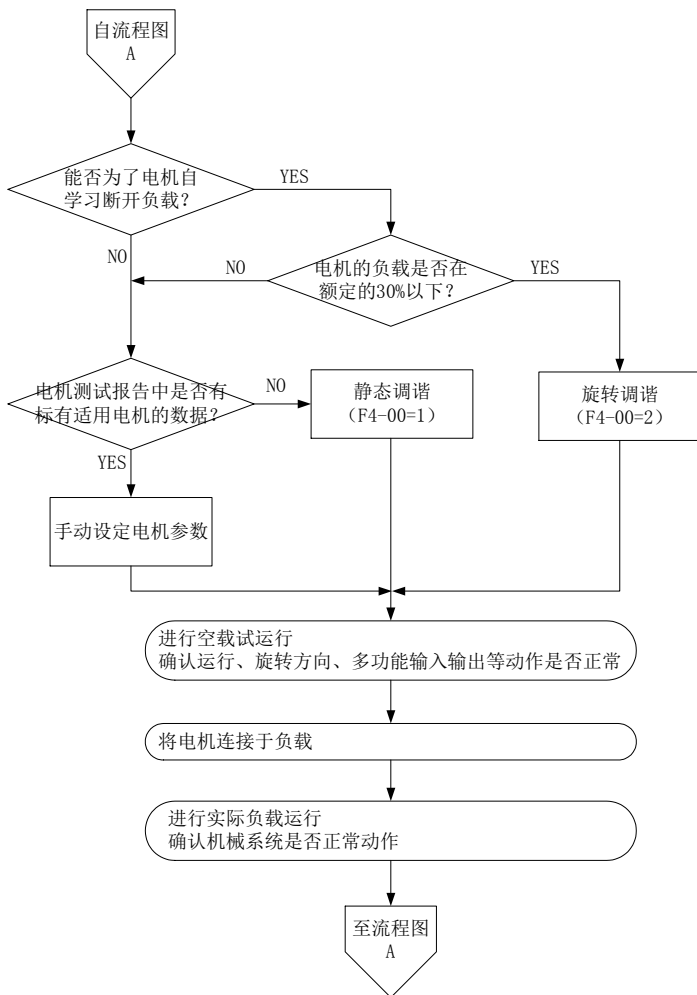 自流程图
A
能否为了电机自
学习断开负载?
YES
NO
电机的负载是否在
额定的30%以下?
NO
YES
电机测试报告中是否有
标有适用电机的数据?
NO
YES
静态调谐
(F4-00=1)
旋转调谐
(F4-00=2)
手动设定电机参数
进行空载试运行
确认运行、旋转方向、多功能输入输出等动作是否正常
将电机连接于负载
进行实际负载运行
确认机械系统是否正常动作
至流程图
A